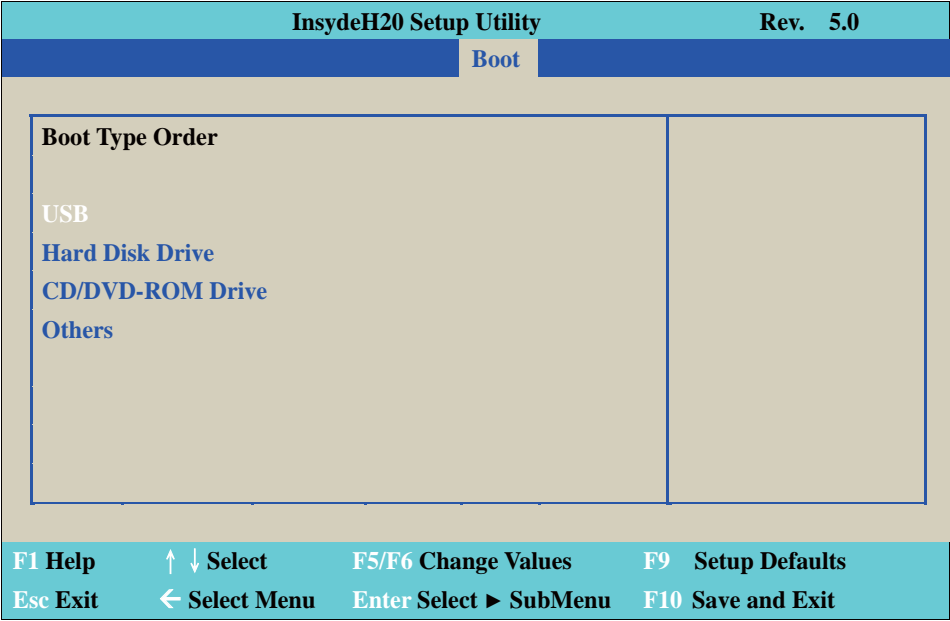 InsydeH20 Setup Utility Rev. 5.0
Boot
Boot Type Order
USB
Hard Disk Drive
CD/DVD-ROM Drive
Others
F1 Help ↑ ↓ Select F5/F6 Change Values F9 Setup Defaults
Esc Exit ← Select Menu Enter Select ► SubMenu F10 Save and Exit